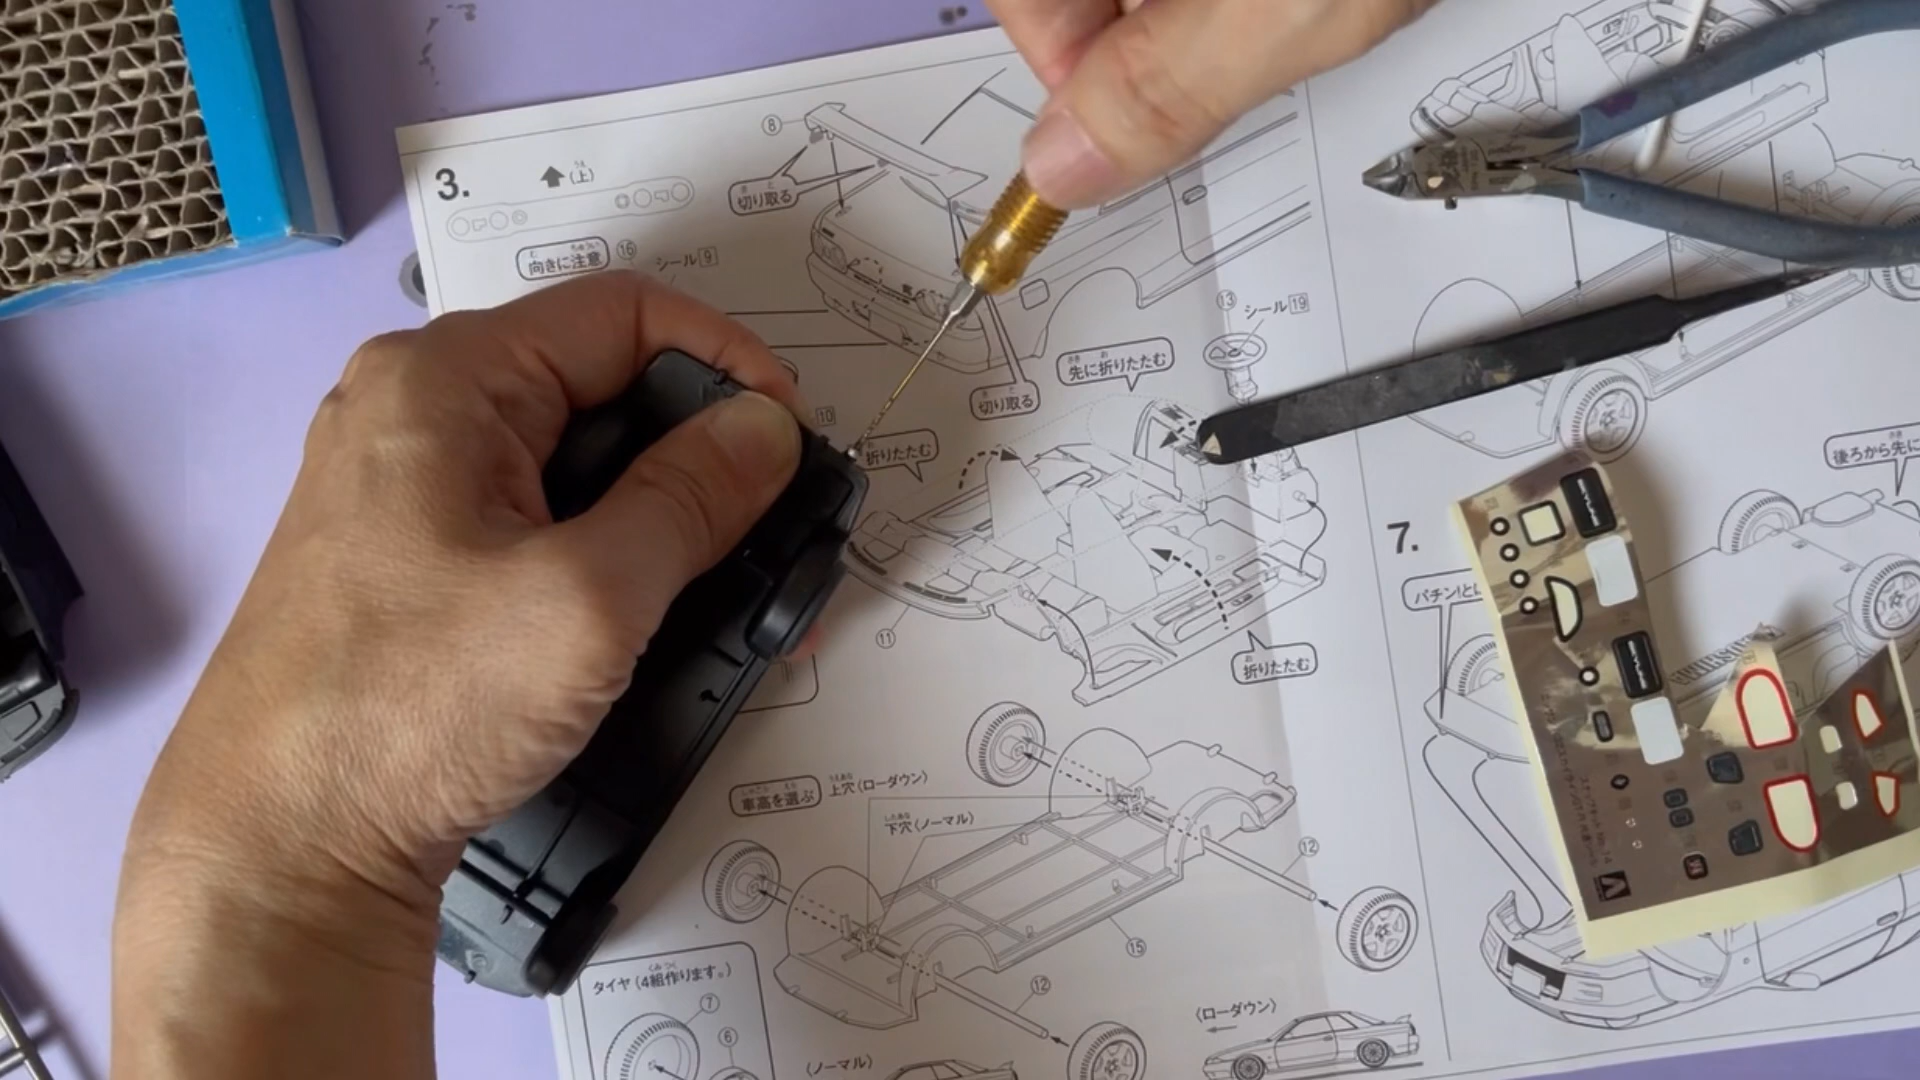 3.
(上)
うえ
8
切り取る
向きに注意
16
シール 9
13
シール 19
先に折りたたむ
切り取る
10
折りたたむ
11
折りたたむ
車高を選ぶ
上穴(ローダウン)
下穴(ノーマル)
12
15
12
タイヤ(4組作ります。)
7
6
(ノーマル)
(ローダウン)
7.
後ろから先に
パチン!とは
SKYLINE
SKYLINE